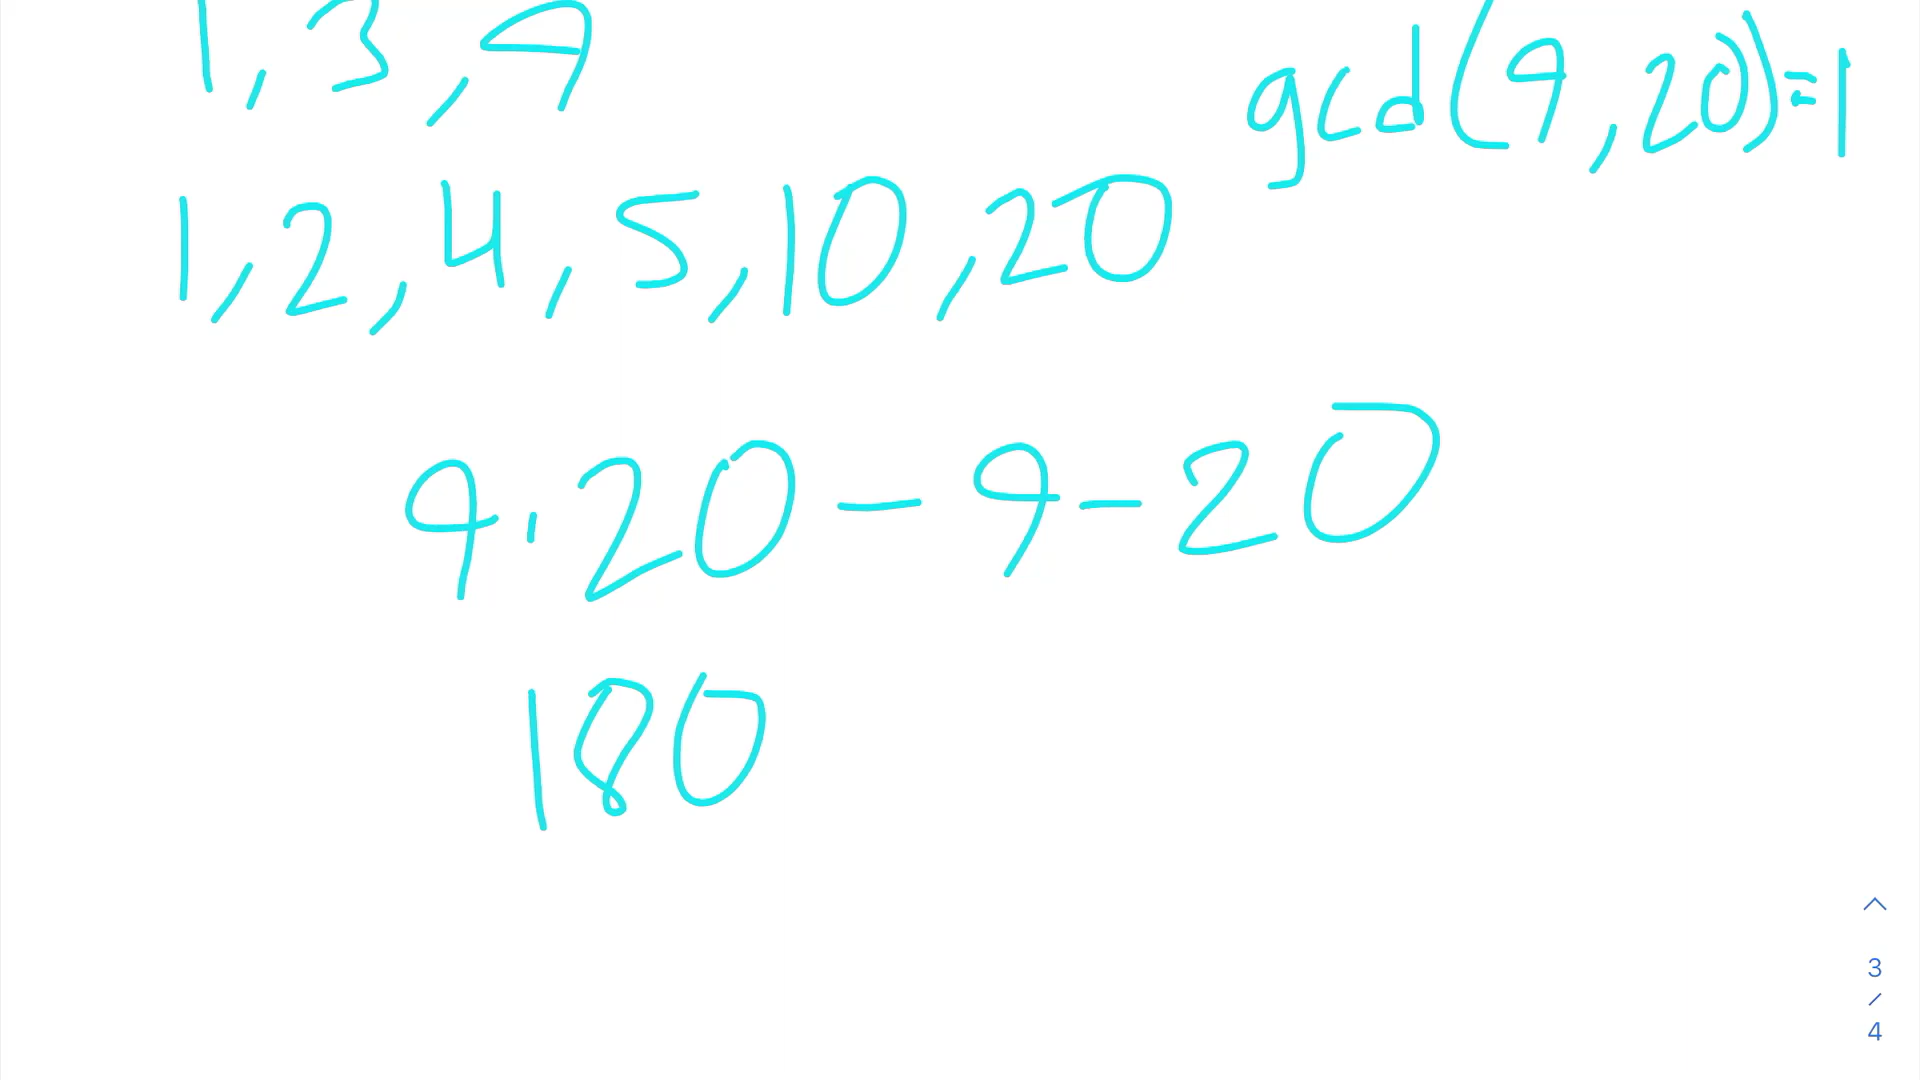 1, 3, 9
gcd(9, 20)=1
1, 2, 4, 5, 10, 20
9·20-9-20
180
3
/
4